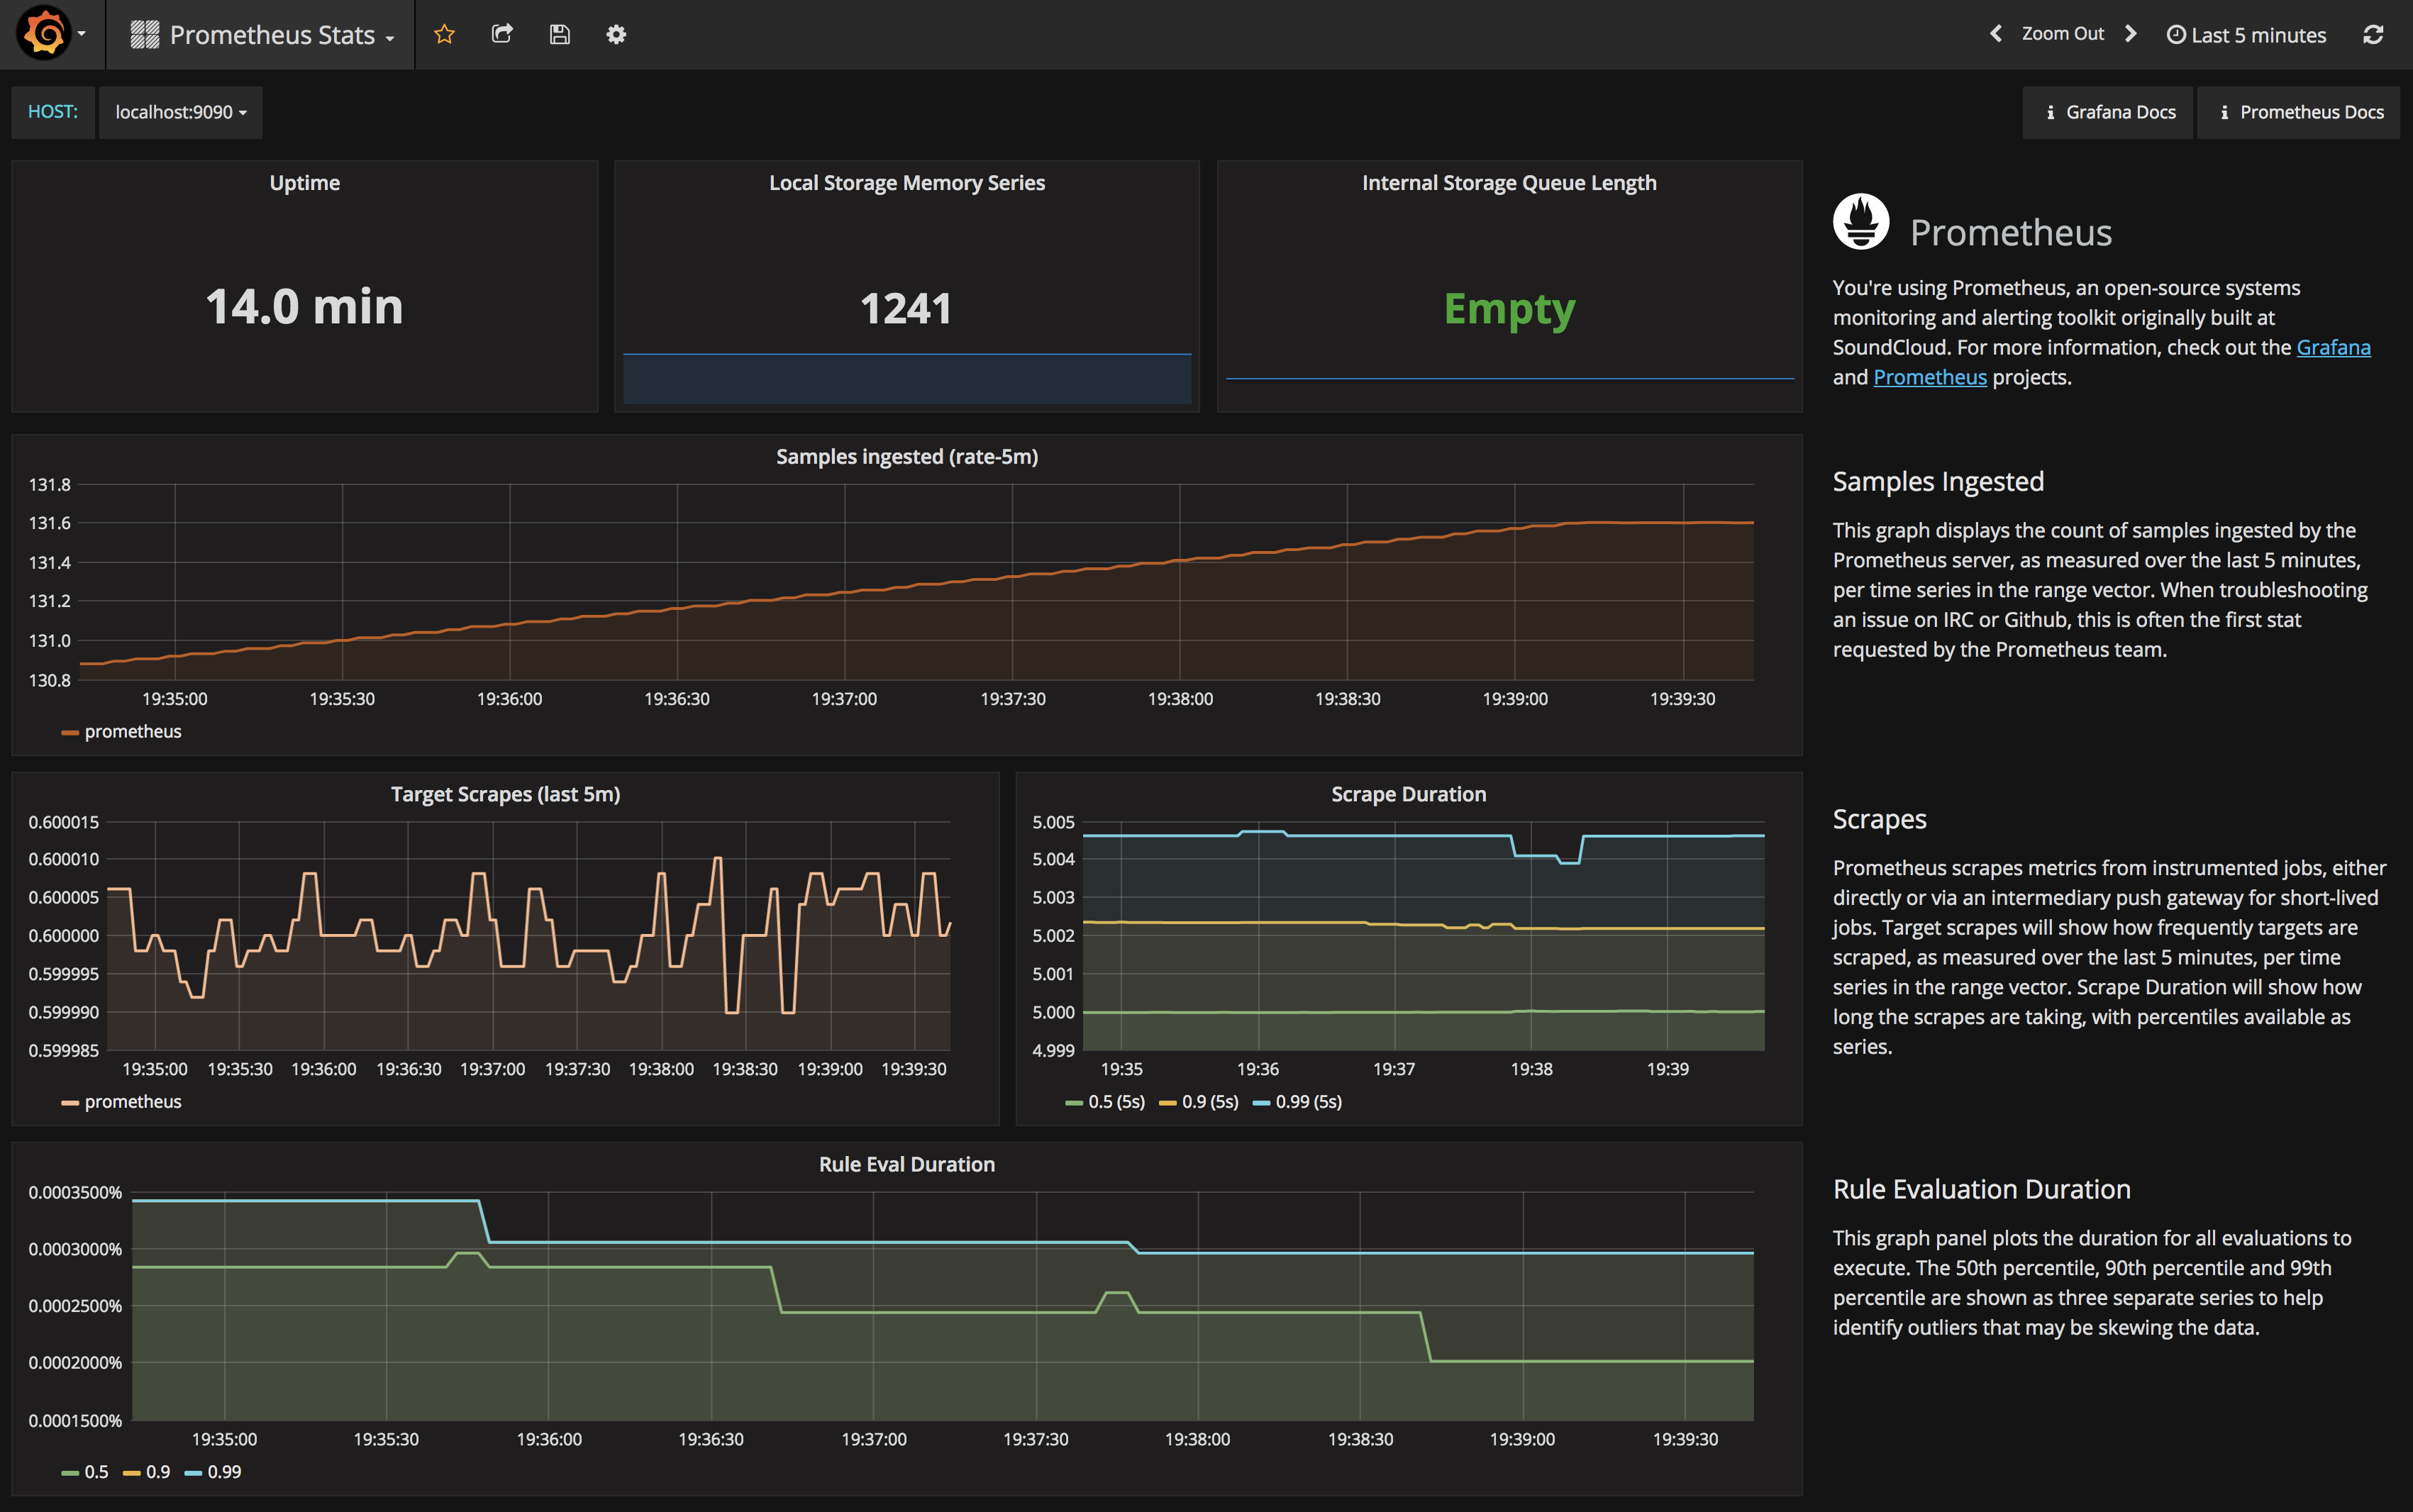 Prometheus Stats
Zoom Out
Last 5 minutes
HOST:
localhost:9090
Grafana Docs
Prometheus Docs
Uptime
14.0 min
Local Storage Memory Series
1241
Internal Storage Queue Length
Empty
Prometheus
You're using Prometheus, an open-source systems
monitoring and alerting toolkit originally built at
SoundCloud. For more information, check out the Grafana
and Prometheus projects.
Samples ingested (rate-5m)
131.8
131.6
131.4
131.2
131.0
130.8
19:35:00 19:35:30 19:36:00 19:36:30 19:37:00 19:37:30 19:38:00 19:38:30 19:39:00 19:39:30
prometheus
Samples Ingested
This graph displays the count of samples ingested by the
Prometheus server, as measured over the last 5 minutes,
per time series in the range vector. When troubleshooting
an issue on IRC or Github, this is often the first stat
requested by the Prometheus team.
Target Scrapes (last 5m)
0.600015
0.600010
0.600005
0.600000
0.599995
0.599990
0.599985
19:35:00 19:35:30 19:36:00 19:36:30 19:37:00 19:37:30 19:38:00 19:38:30 19:39:00 19:39:30
prometheus
Scrape Duration
5.005
5.004
5.003
5.002
5.001
5.000
4.999
19:35 19:36 19:37 19:38 19:39
0.5 (5s) 0.9 (5s) 0.99 (5s)
Scrapes
Prometheus scrapes metrics from instrumented jobs, either
directly or via an intermediary push gateway for short-lived
jobs. Target scrapes will show how frequently targets are
scraped, as measured over the last 5 minutes, per time
series in the range vector. Scrape Duration will show how
long the scrapes are taking, with percentiles available as
series.
Rule Eval Duration
0.0003500%
0.0003000%
0.0002500%
0.0002000%
0.0001500%
19:35:00 19:35:30 19:36:00 19:36:30 19:37:00 19:37:30 19:38:00 19:38:30 19:39:00 19:39:30
0.5 0.9 0.99
Rule Evaluation Duration
This graph panel plots the duration for all evaluations to
execute. The 50th percentile, 90th percentile and 99th
percentile are shown as three separate series to help
identify outliers that may be skewing the data.